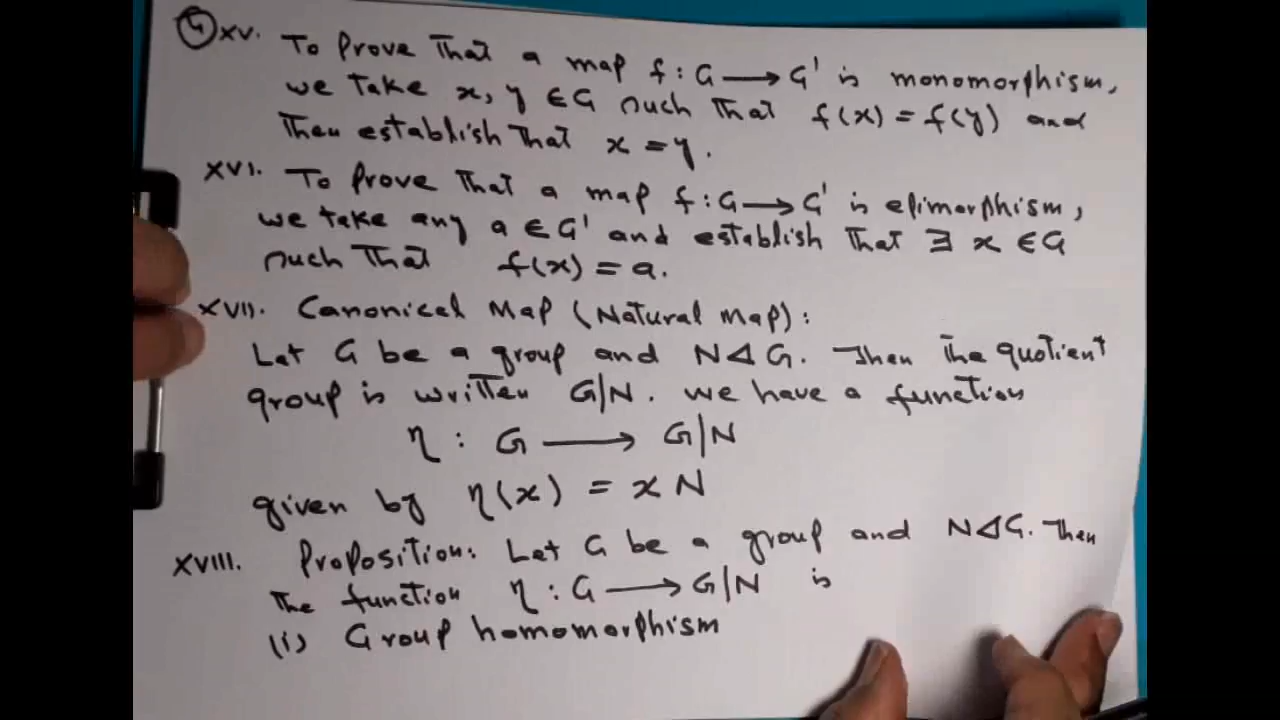 ④ XV. To prove that a map f : G ⟶ G' is monomorphism,
we take x, y ∈ G such that f(x) = f(y) and
then establish that x = y.
XVI. To prove that a map f : G ⟶ G' is epimorphism,
we take any a ∈ G' and establish that ∃ x ∈ G
such that f(x) = a.
XVII. Canonical Map (Natural map) :
Let G be a group and N ⊲ G. Then the quotient
group is written G|N. We have a function
η : G ⟶ G|N
given by η(x) = x N
XVIII. Proposition: Let G be a group and N ⊲ G. Then
the function η : G ⟶ G|N is
(i) Group homomorphism